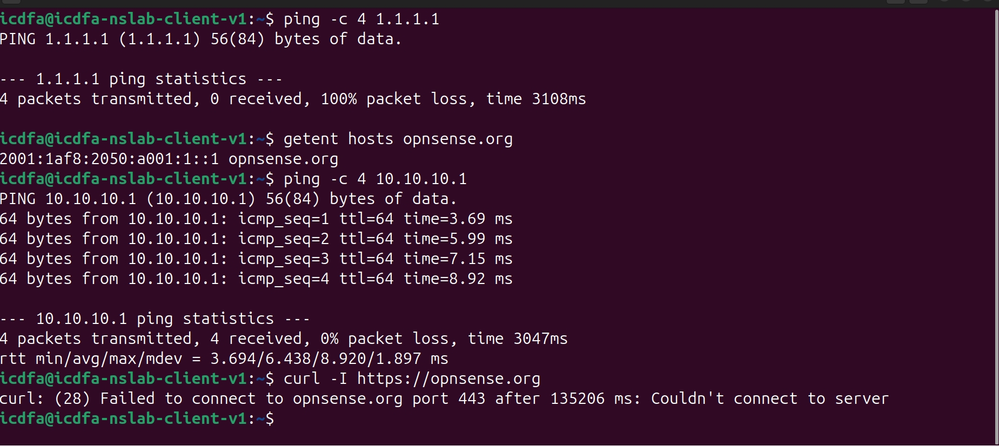 icdfa@icdfa-nslab-client-v1:~$ ping -c 4 1.1.1.1
PING 1.1.1.1 (1.1.1.1) 56(84) bytes of data.
--- 1.1.1.1 ping statistics ---
4 packets transmitted, 0 received, 100% packet loss, time 3108ms
icdfa@icdfa-nslab-client-v1:~$ getent hosts opnsense.org
2001:1af8:2050:a001:1::1 opnsense.org
icdfa@icdfa-nslab-client-v1:~$ ping -c 4 10.10.10.1
PING 10.10.10.1 (10.10.10.1) 56(84) bytes of data.
64 bytes from 10.10.10.1: icmp_seq=1 ttl=64 time=3.69 ms
64 bytes from 10.10.10.1: icmp_seq=2 ttl=64 time=5.99 ms
64 bytes from 10.10.10.1: icmp_seq=3 ttl=64 time=7.15 ms
64 bytes from 10.10.10.1: icmp_seq=4 ttl=64 time=8.92 ms
--- 10.10.10.1 ping statistics ---
4 packets transmitted, 4 received, 0% packet loss, time 3047ms
rtt min/avg/max/mdev = 3.694/6.438/8.920/1.897 ms
icdfa@icdfa-nslab-client-v1:~$ curl -I https://opnsense.org
curl: (28) Failed to connect to opnsense.org port 443 after 135206 ms: Couldn't connect to server
icdfa@icdfa-nslab-client-v1:~$